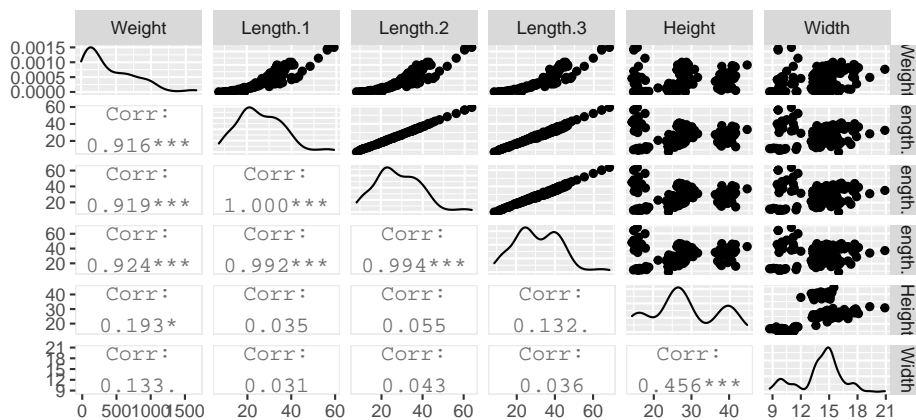 Weight Length.1 Length.2 Length.3 Height Width
0.0015
0.0010
0.0005
0.0000
Weight
60
40
20
Corr:
0.916***
ength.
60
40
20
Corr: Corr:
0.919*** 1.000***
ength.
60
40
20
Corr: Corr: Corr:
0.924*** 0.992*** 0.994***
ength.
40
30
20
Corr: Corr: Corr: Corr:
0.193* 0.035 0.055 0.132.
Height
21
18
15
12
9
Corr: Corr: Corr: Corr: Corr:
0.133. 0.031 0.043 0.036 0.456***
Width
0 500 1000 1500 20 40 60 20 40 60 20 40 60 20 30 40 9 12 15 18 21